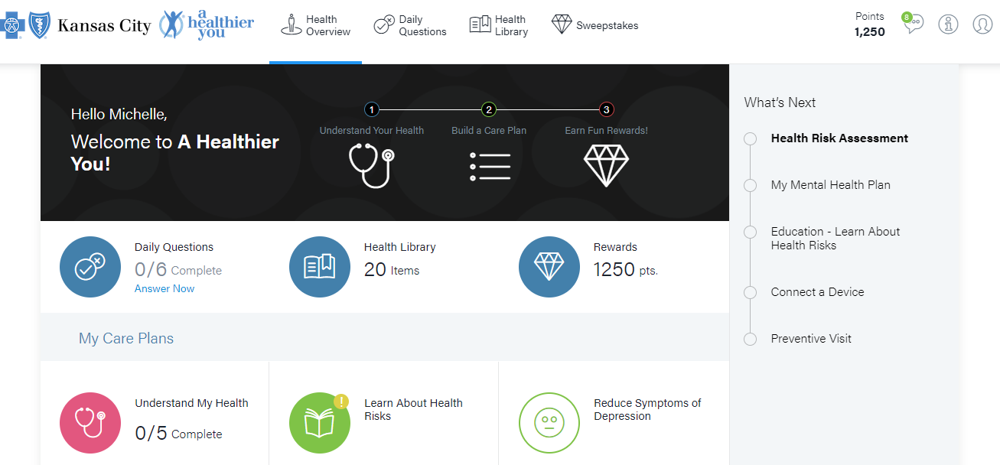 Kansas City
a
healthier
you
Health
Overview
Daily
Questions
Health
Library
Sweepstakes
Points
1,250
8
Hello Michelle,
Welcome to A Healthier
You!
1
2
3
Understand Your Health
Build a Care Plan
Earn Fun Rewards!
Daily Questions
0/6 Complete
Answer Now
Health Library
20 Items
Rewards
1250 pts.
My Care Plans
Understand My Health
0/5 Complete
!
Learn About Health
Risks
Reduce Symptoms of
Depression
What's Next
Health Risk Assessment
My Mental Health Plan
Education - Learn About
Health Risks
Connect a Device
Preventive Visit